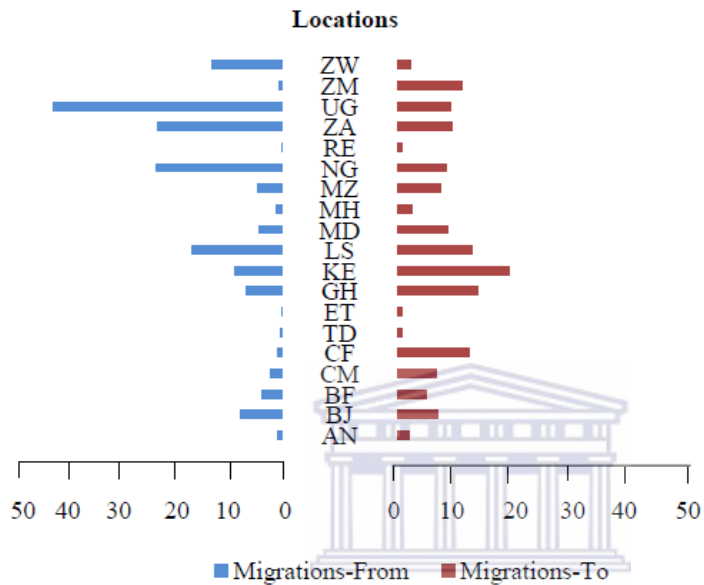 Locations
ZW
ZM
UG
ZA
RE
NG
MZ
MH
MD
LS
KE
GH
ET
TD
CF
CM
BF
BJ
AN
50 40 30 20 10 0 0 10 20 30 40 50
Migrations-From Migrations-To